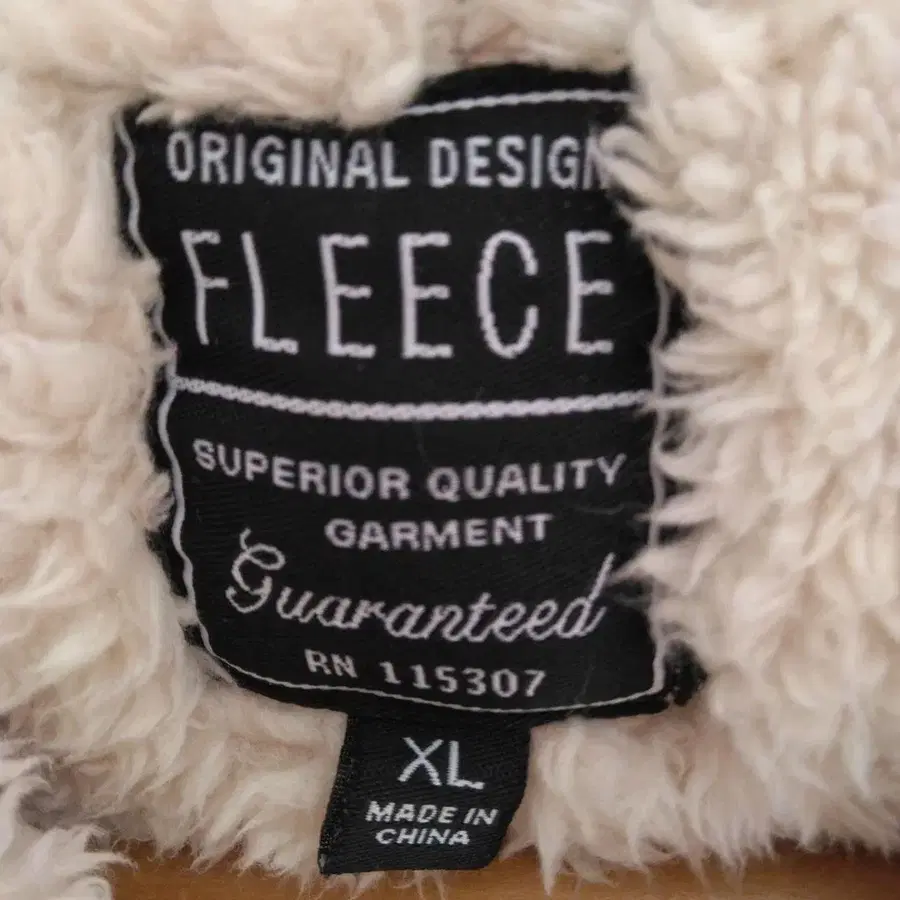 ORIGINAL DESIGN
FLEECE
SUPERIOR QUALITY
GARMENT
Guaranteed
RN 115307
XL
MADE IN
CHINA